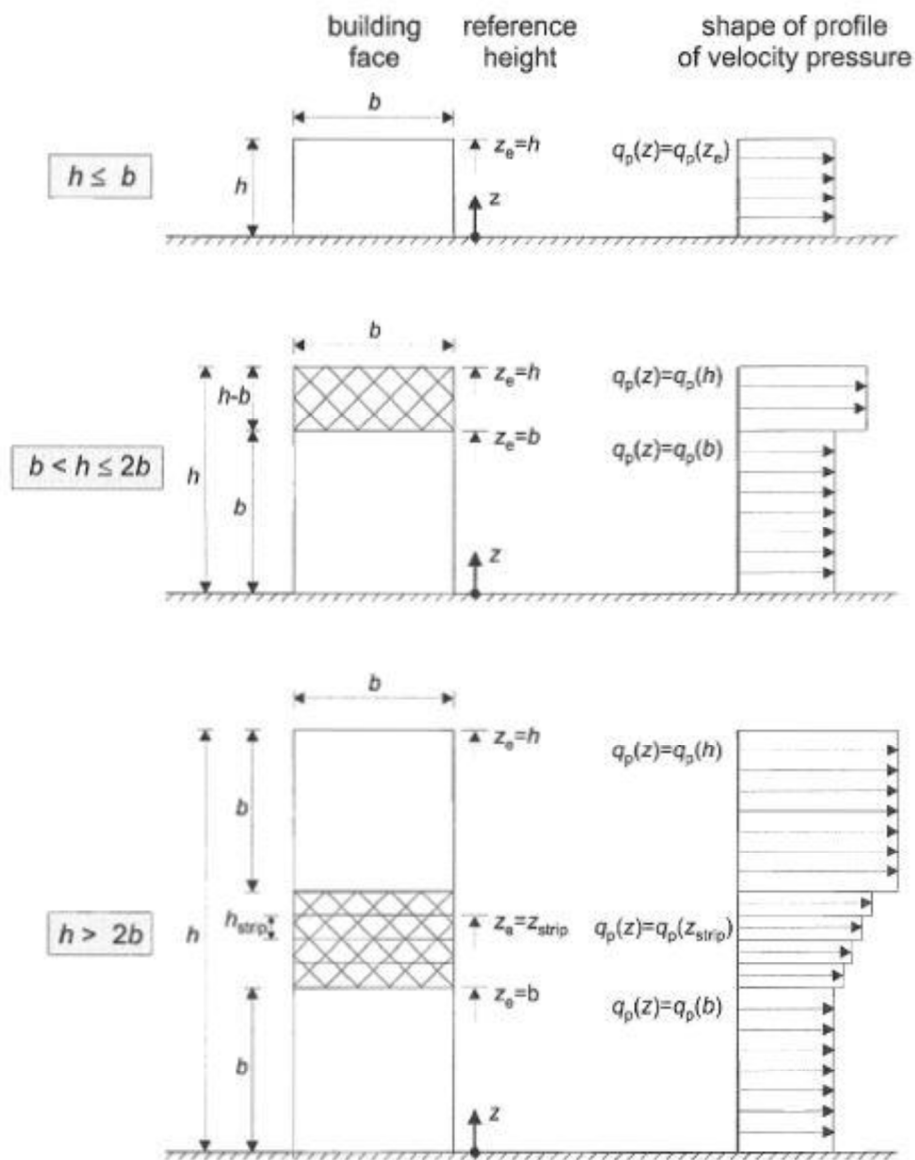 building face
reference height
shape of profile of velocity pressure
b
h ≤ b
h
z_e=h
z
q_p(z)=q_p(z_e)
b
h-b
z_e=h
q_p(z)=q_p(h)
z_e=b
q_p(z)=q_p(b)
b < h ≤ 2b
h
b
z
b
z_e=h
q_p(z)=q_p(h)
b
h > 2b
h
h_strip
z_e=z_strip
q_p(z)=q_p(z_strip)
z_e=b
q_p(z)=q_p(b)
b
z